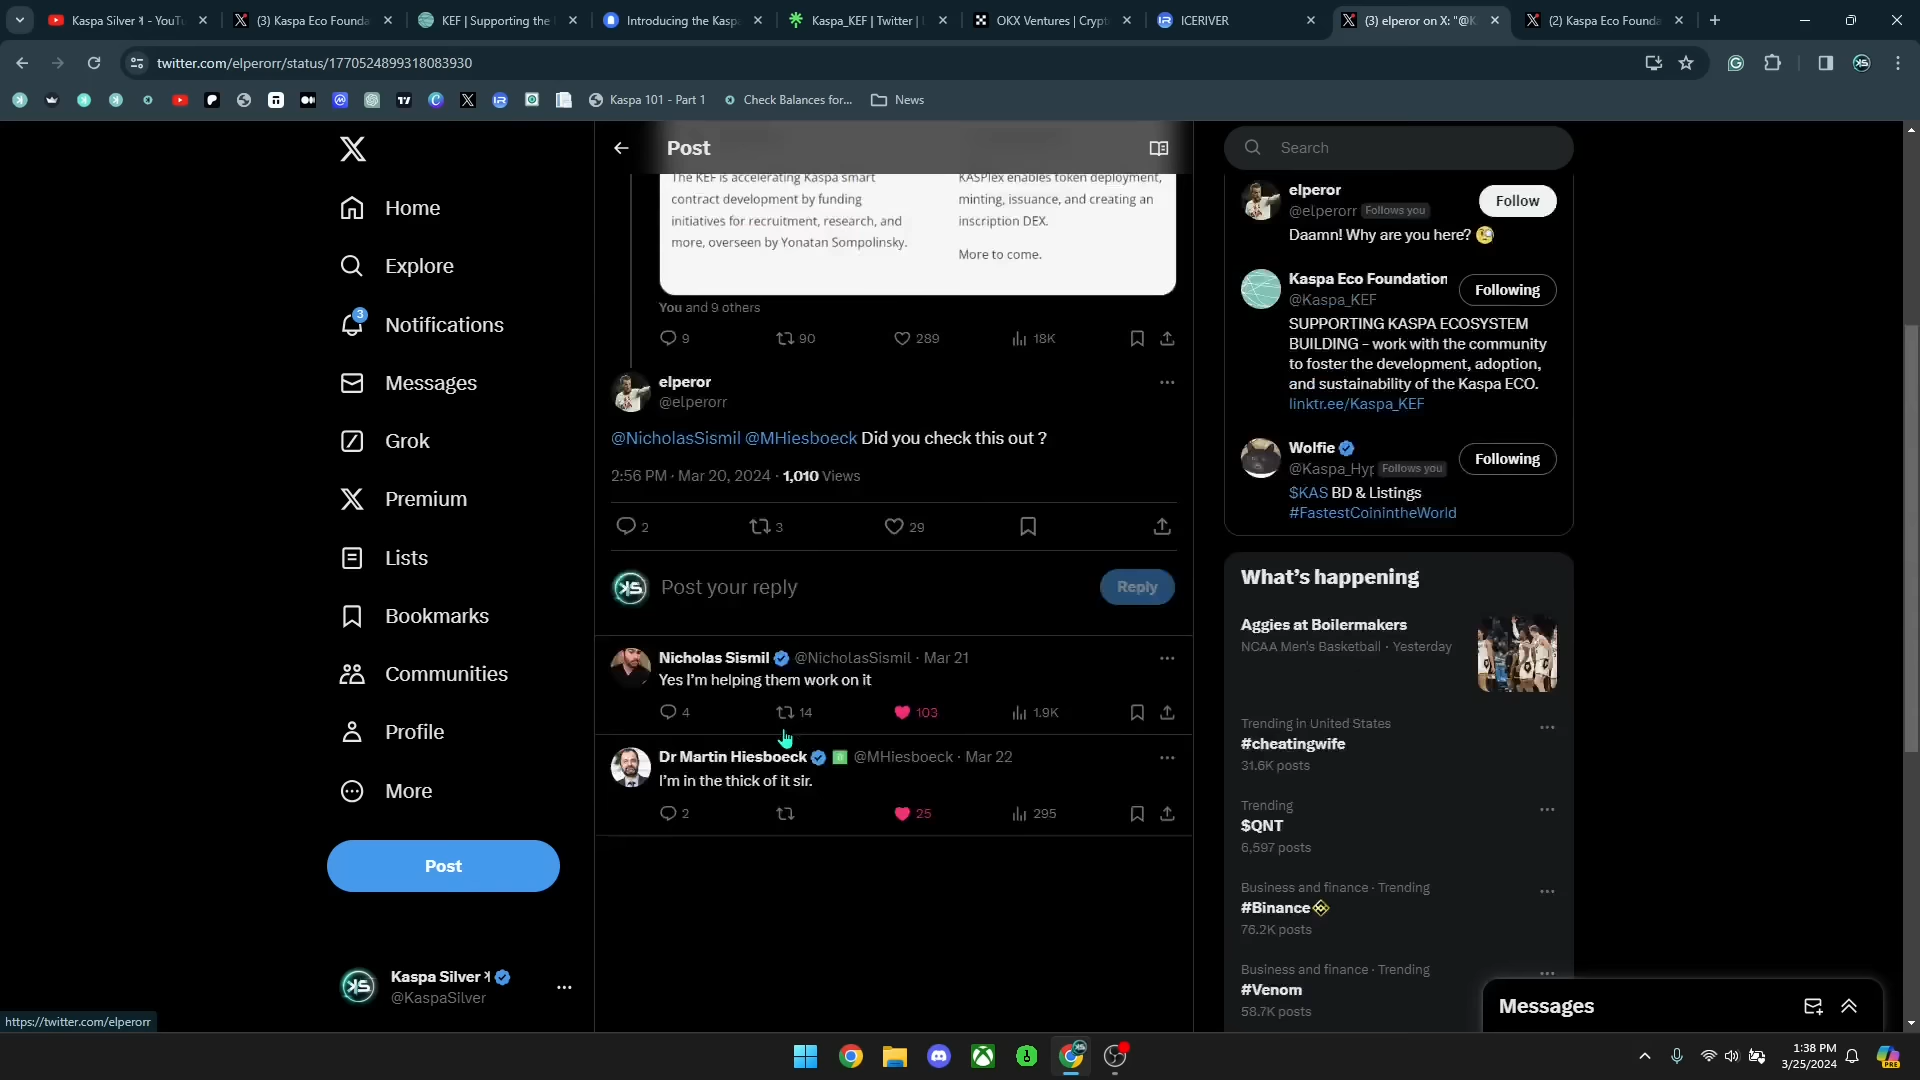 Kaspa Silver - YouTu
(3) Kaspa Eco Founda
KEF | Supporting the
Introducing the Kasp
Kaspa_KEF | Twitter |
OKX Ventures | Crypt
ICERIVER
(3) elperor on X: "@K
(2) Kaspa Eco Founda
twitter.com/elperorr/status/1770524899318083930
Kaspa 101 - Part 1
Check Balances for...
News
Home
Explore
3
Notifications
Messages
Grok
Premium
Lists
Bookmarks
Communities
Profile
More
Post
Kaspa Silver
@KaspaSilver
https://twitter.com/elperorr
Post
The KEF is accelerating Kaspa smart
contract development by funding
initiatives for recruitment, research, and
more, overseen by Yonatan Sompolinsky.
KASPlex enables token deployment,
minting, issuance, and creating an
inscription DEX.
More to come.
You and 9 others
9 90 289 18K
elperor
@elperorr
@NicholasSismil @MHiesboeck Did you check this out ?
2:56 PM · Mar 20, 2024 · 1,010 Views
2 3 29
Post your reply
Reply
Nicholas Sismil @NicholasSismil · Mar 21
Yes I'm helping them work on it
4 14 103 1.9K
Dr Martin Hiesboeck @MHiesboeck · Mar 22
I'm in the thick of it sir.
2 25 295
Search
elperor
@elperorr Follows you
Follow
Daamn! Why are you here?
Kaspa Eco Foundation
@Kaspa_KEF
Following
SUPPORTING KASPA ECOSYSTEM
BUILDING - work with the community
to foster the development, adoption,
and sustainability of the Kaspa ECO.
linktr.ee/Kaspa_KEF
Wolfie
@Kaspa_Hyp Follows you
Following
$KAS BD & Listings
#FastestCoinintheWorld
What's happening
Aggies at Boilermakers
NCAA Men's Basketball · Yesterday
Trending in United States
#cheatingwife
31.6K posts
Trending
$QNT
6,597 posts
Business and finance · Trending
#Binance
76.2K posts
Business and finance · Trending
#Venom
58.7K posts
Messages
1:38 PM
3/25/2024